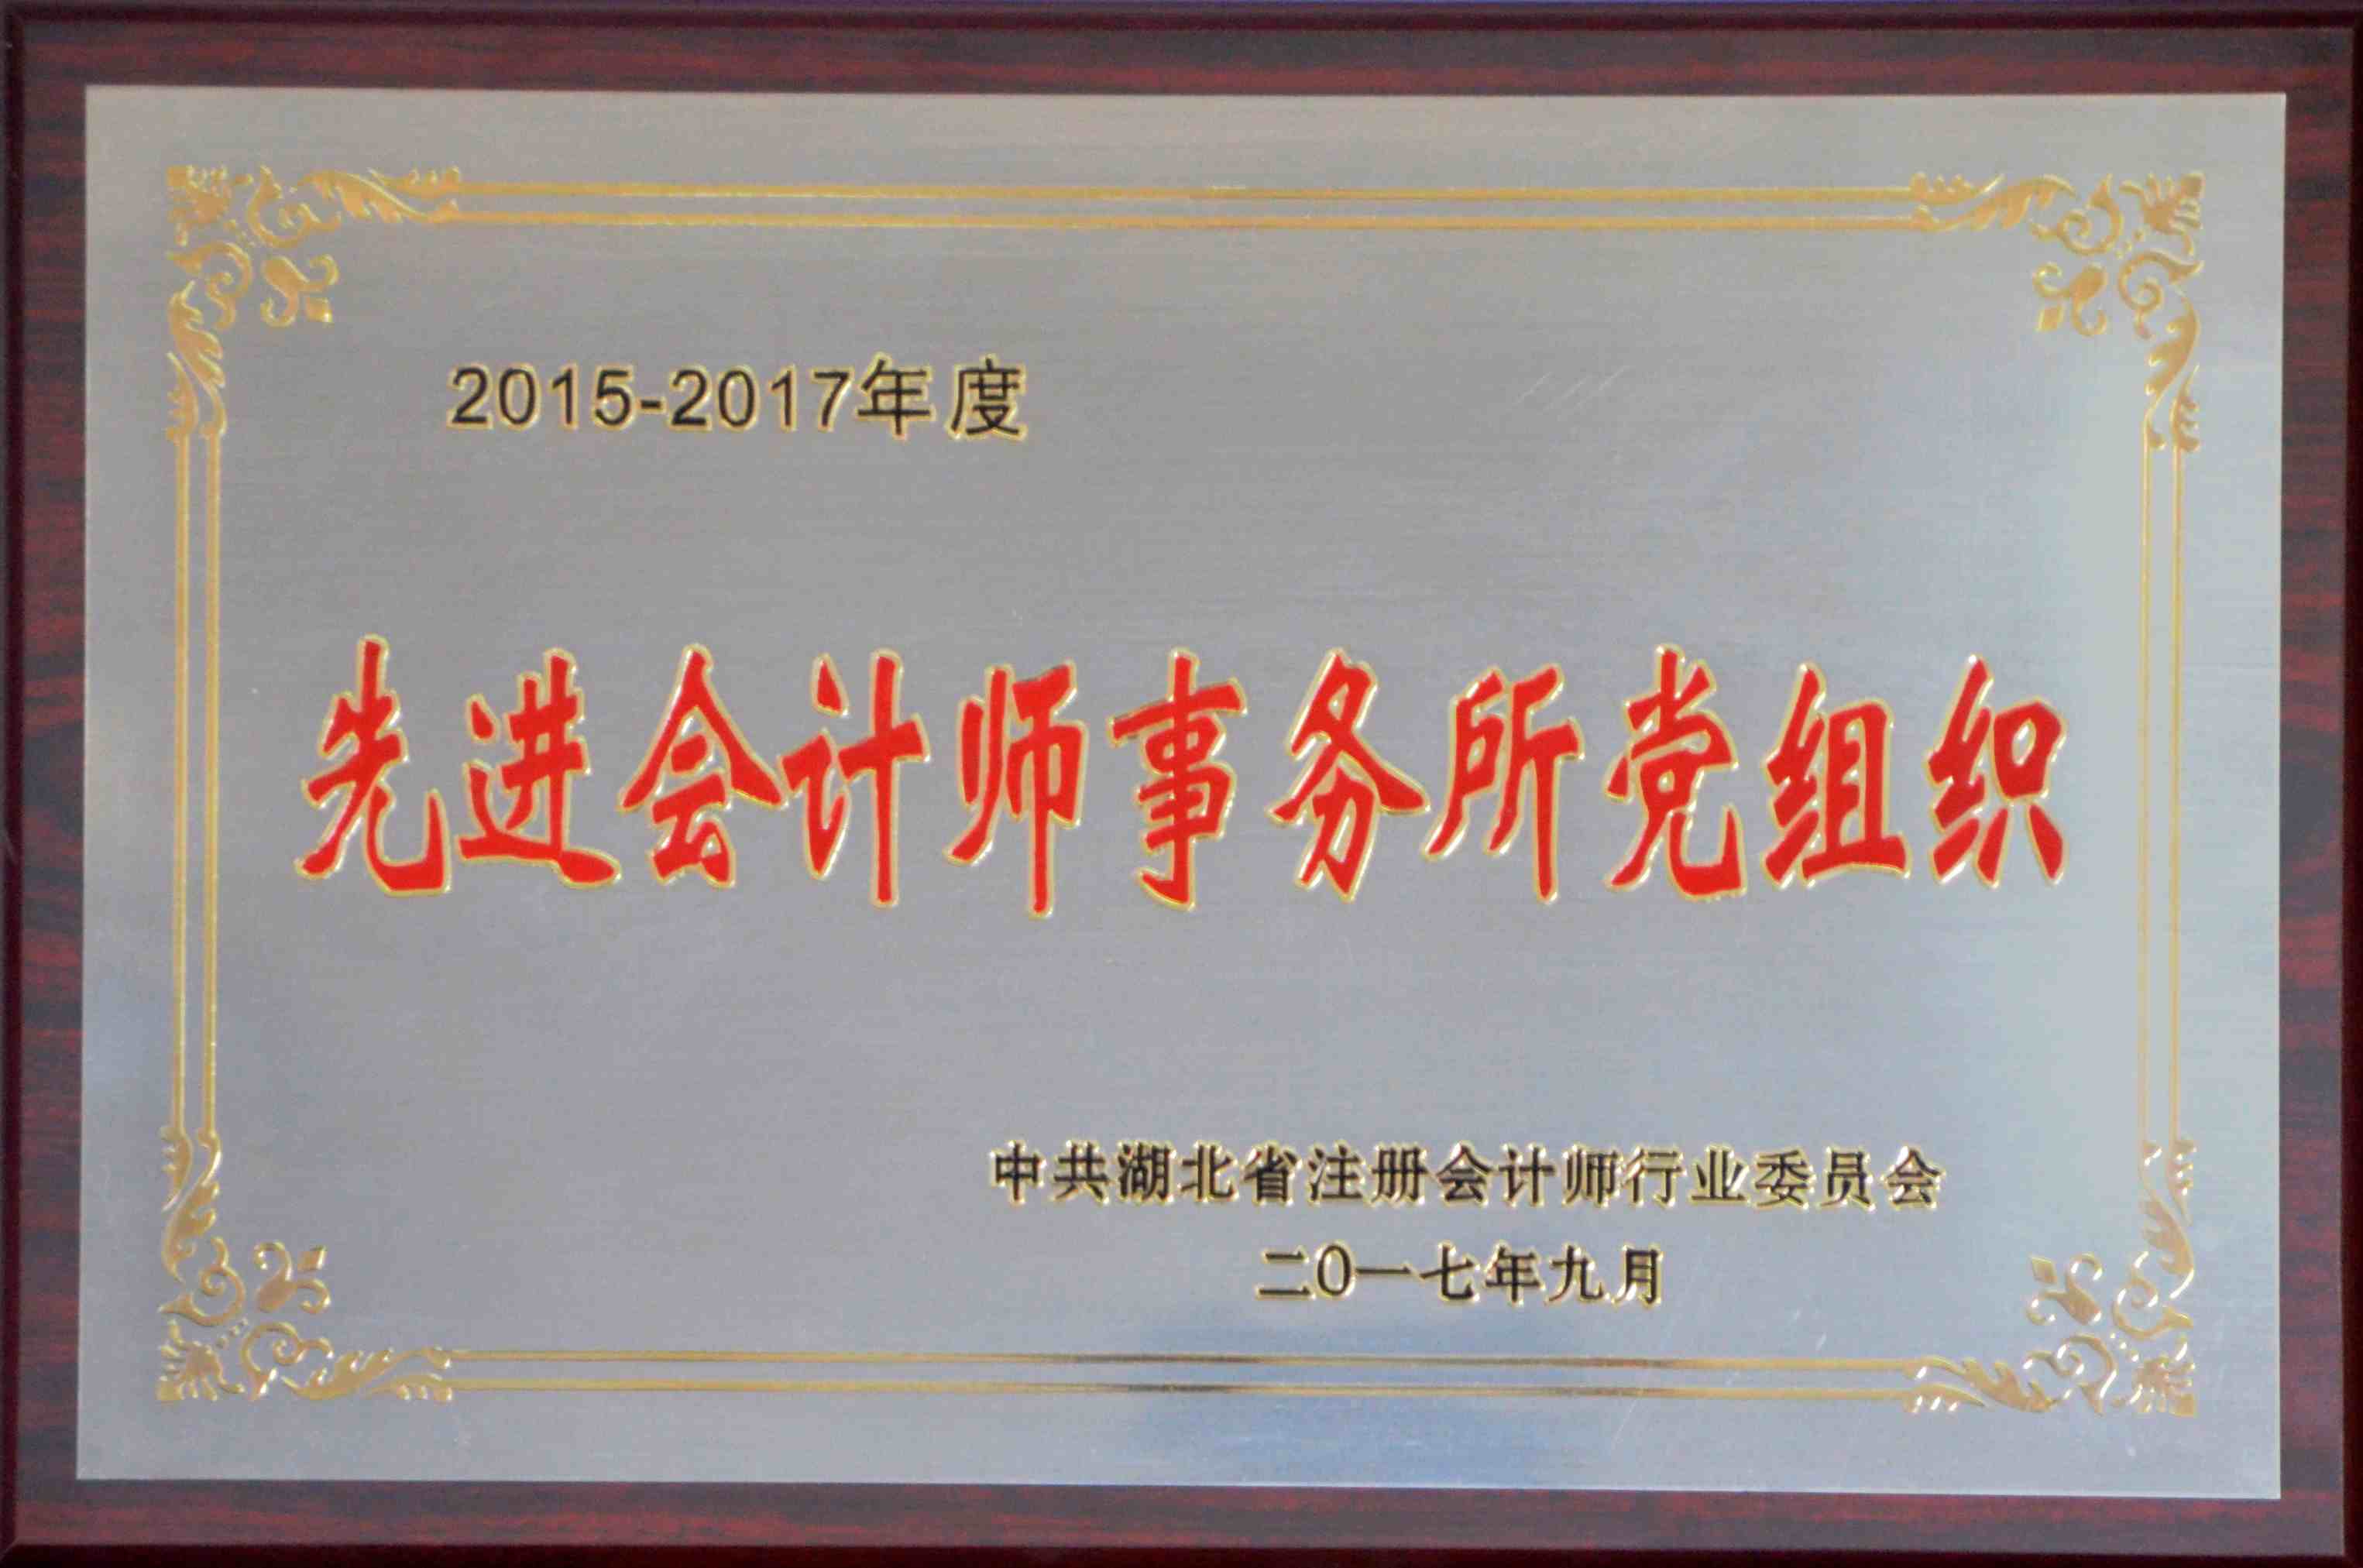 2015-2017年度
先进会计师事务所党组织
中共湖北省注册会计师行业委员会
二0一七年九月